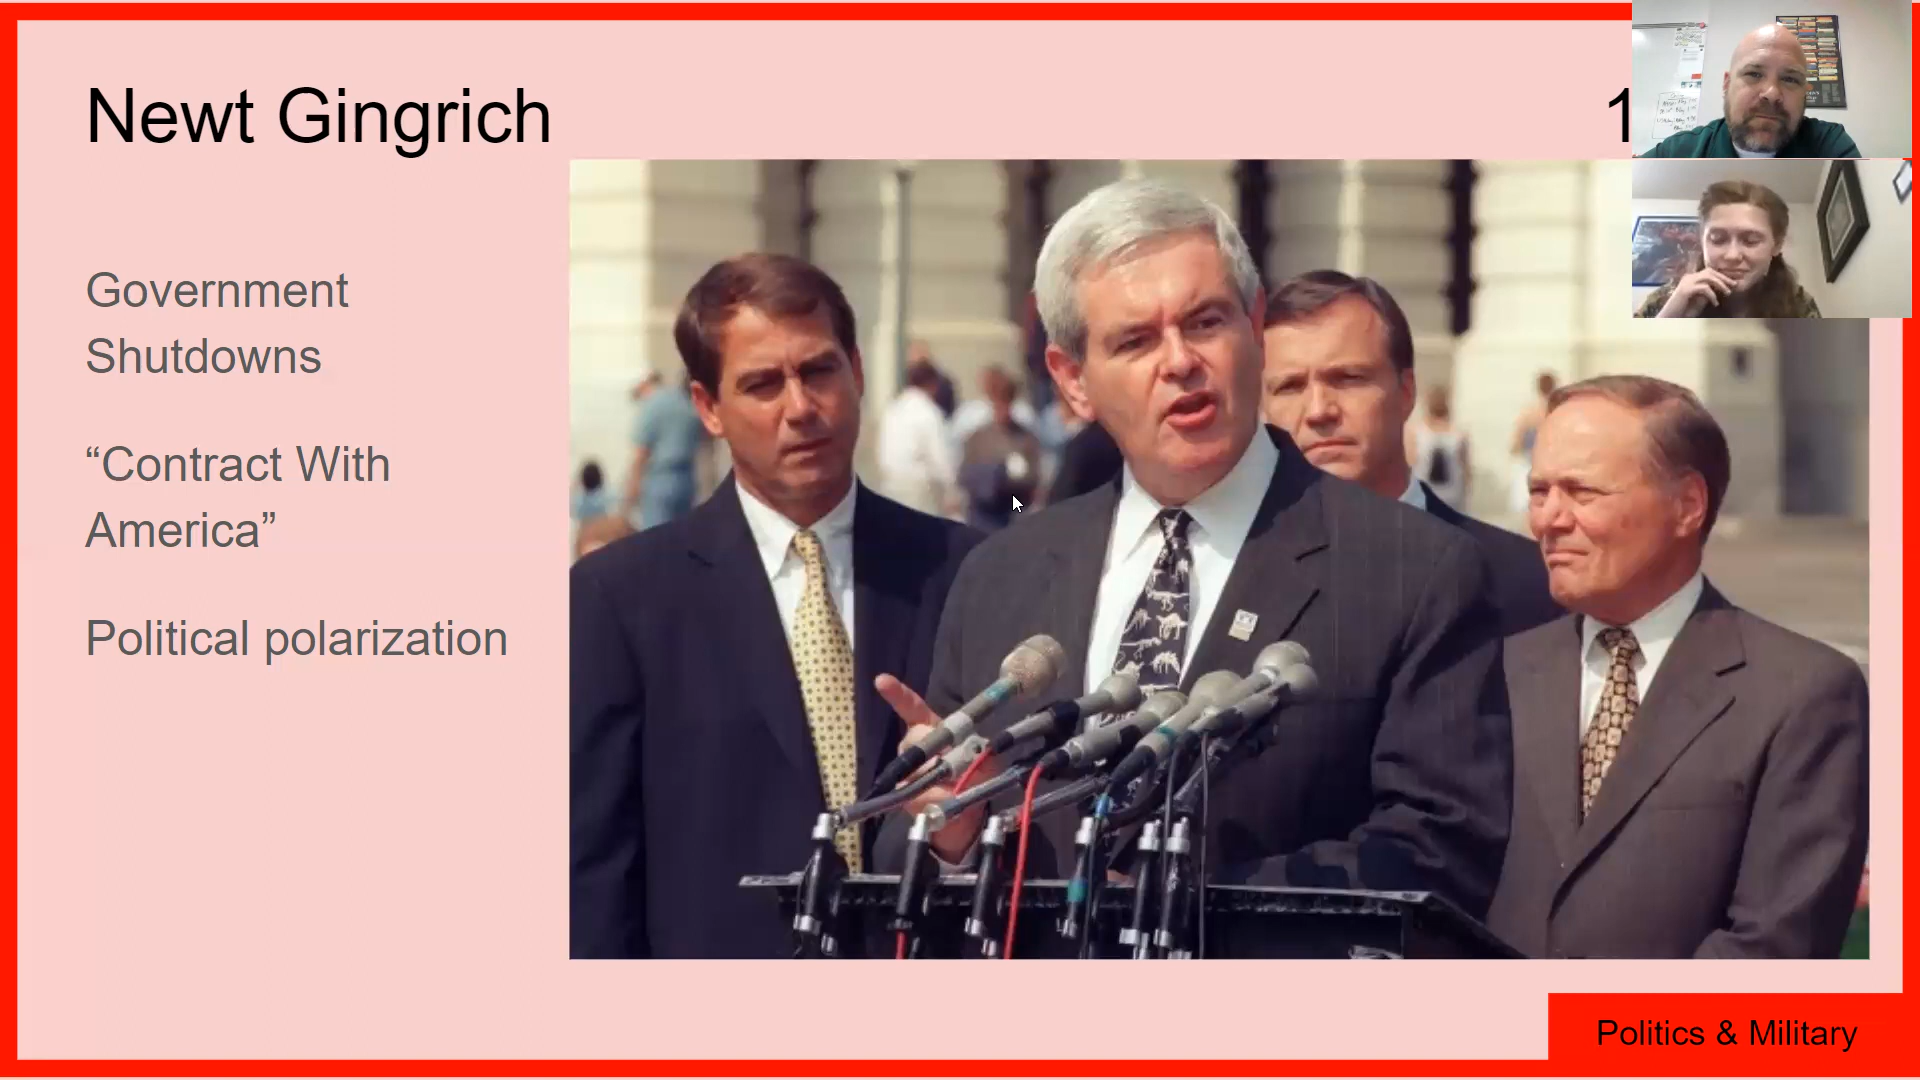 Newt Gingrich
1
Government
Shutdowns
“Contract With
America”
Political polarization
Politics & Military